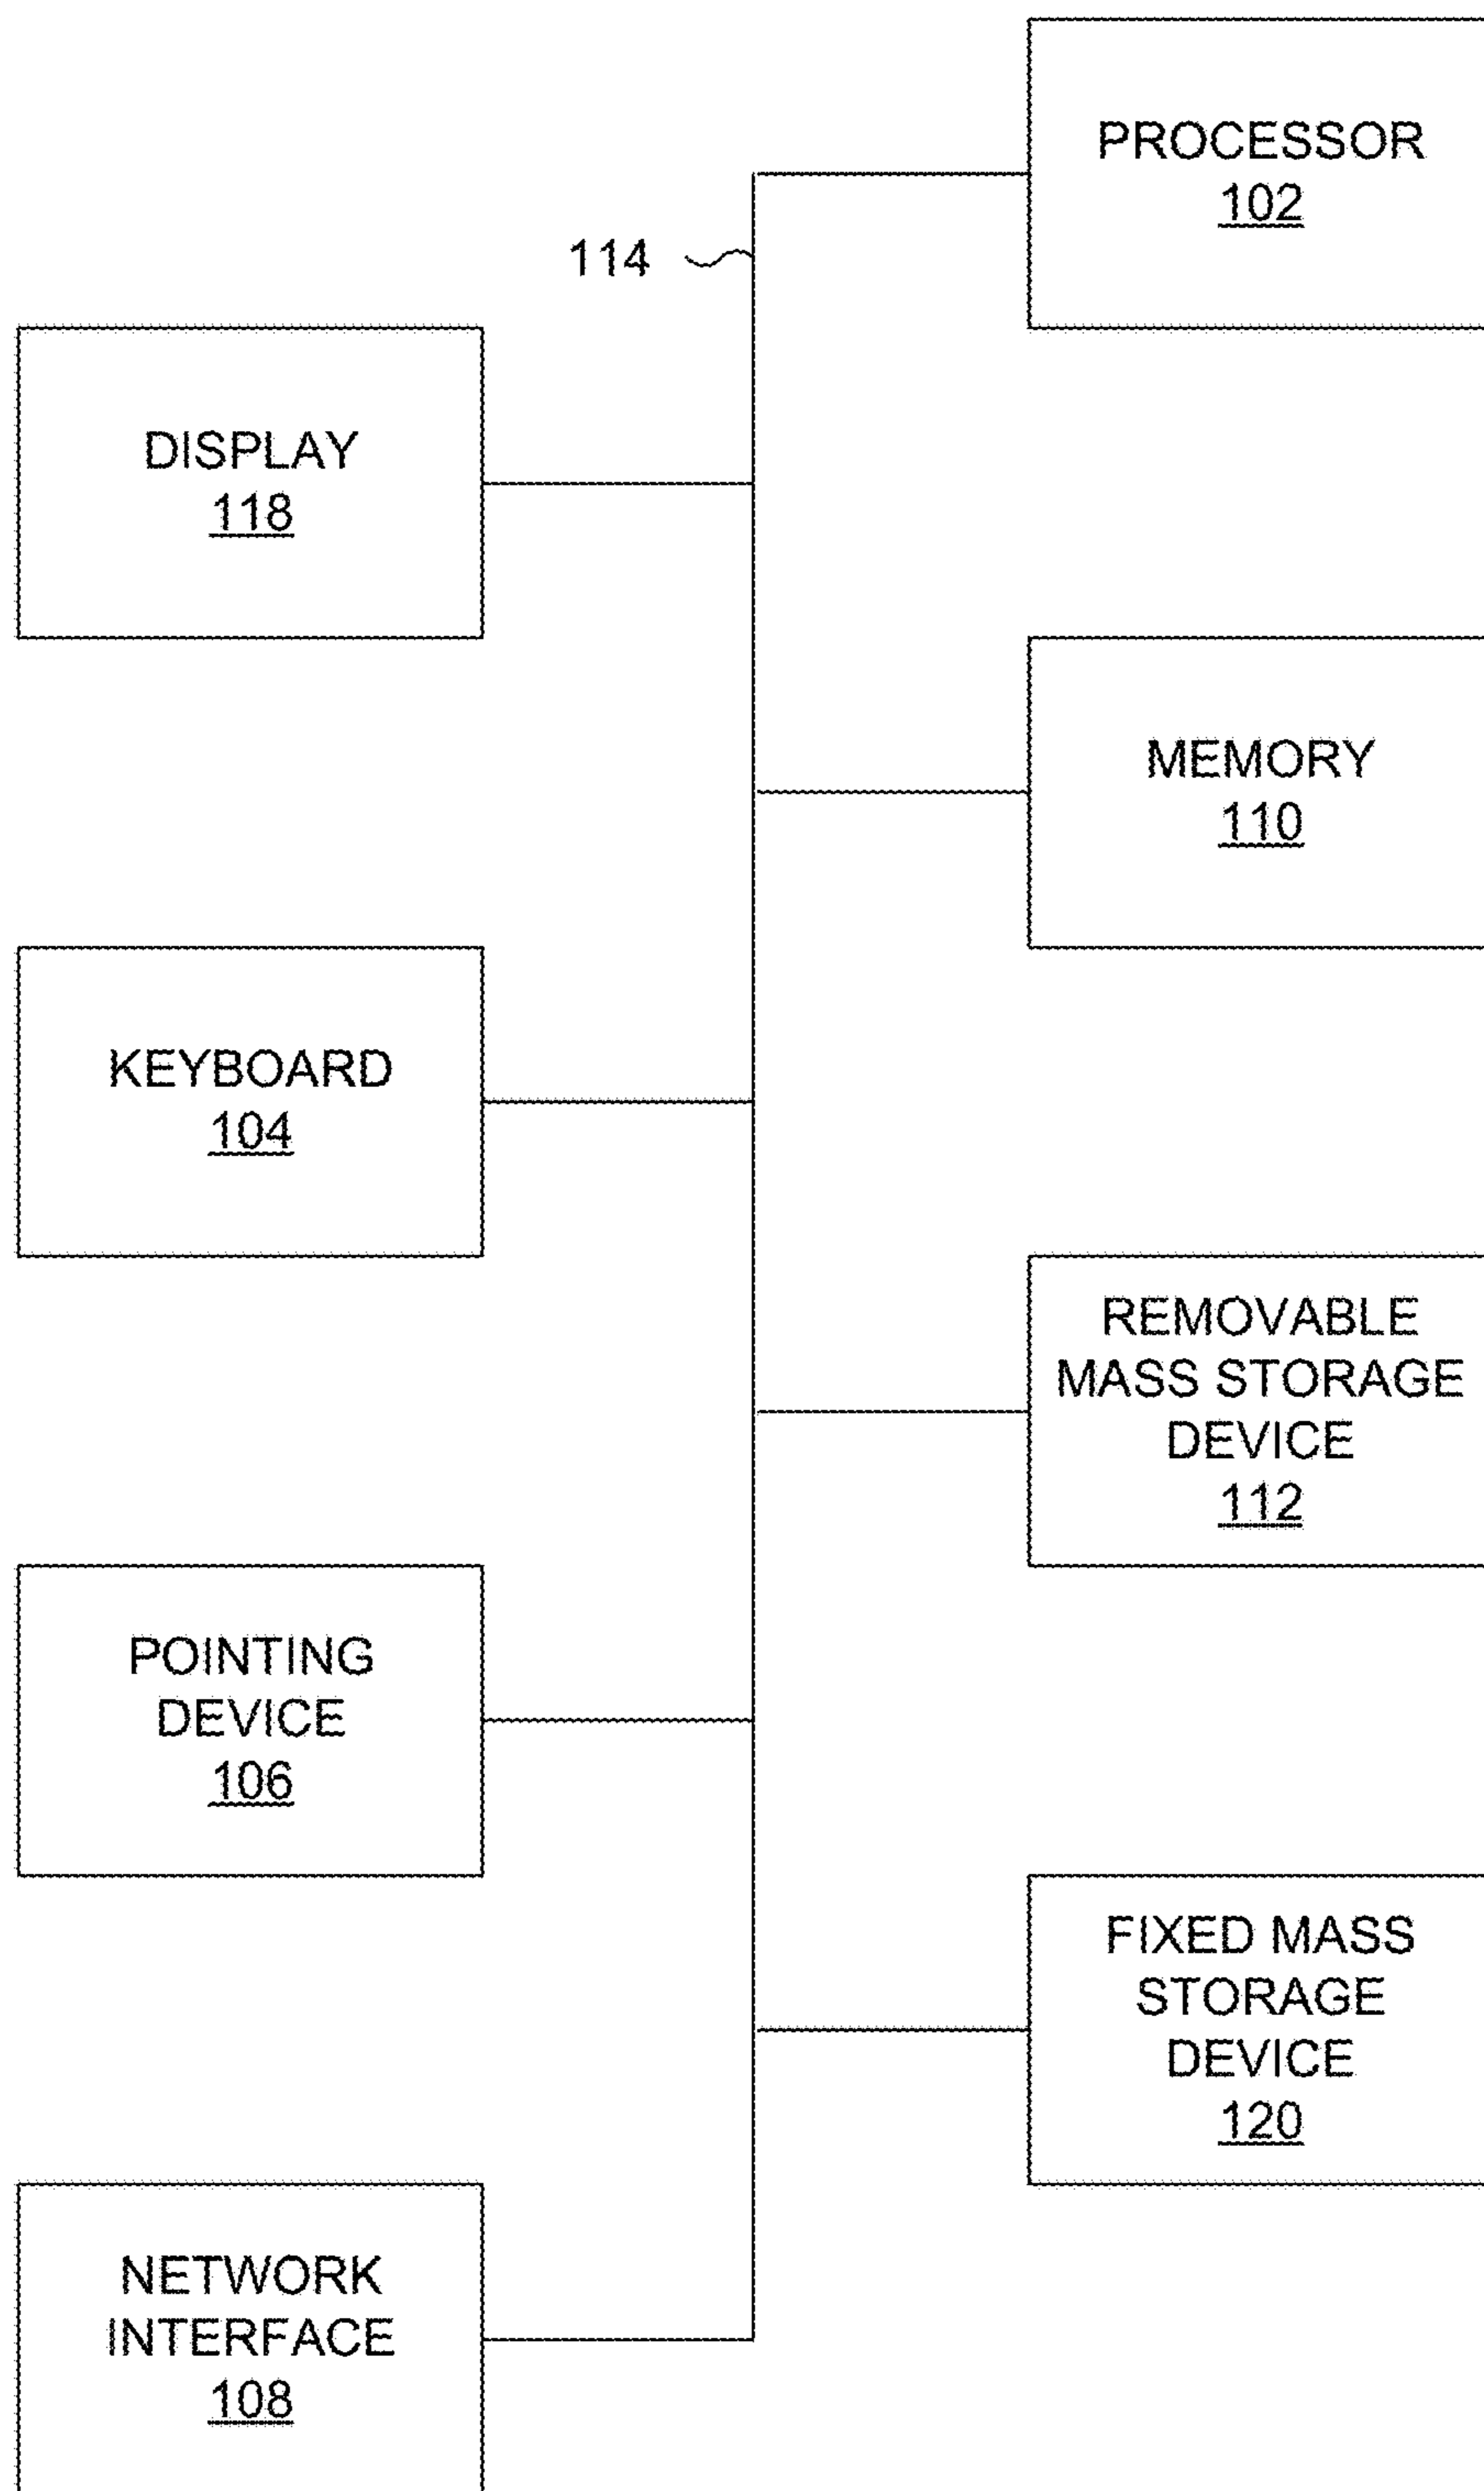 PROCESSOR
102
114
DISPLAY
118
MEMORY
110
KEYBOARD
104
REMOVABLE
MASS STORAGE
DEVICE
112
POINTING
DEVICE
106
FIXED MASS
STORAGE
DEVICE
120
NETWORK
INTERFACE
108